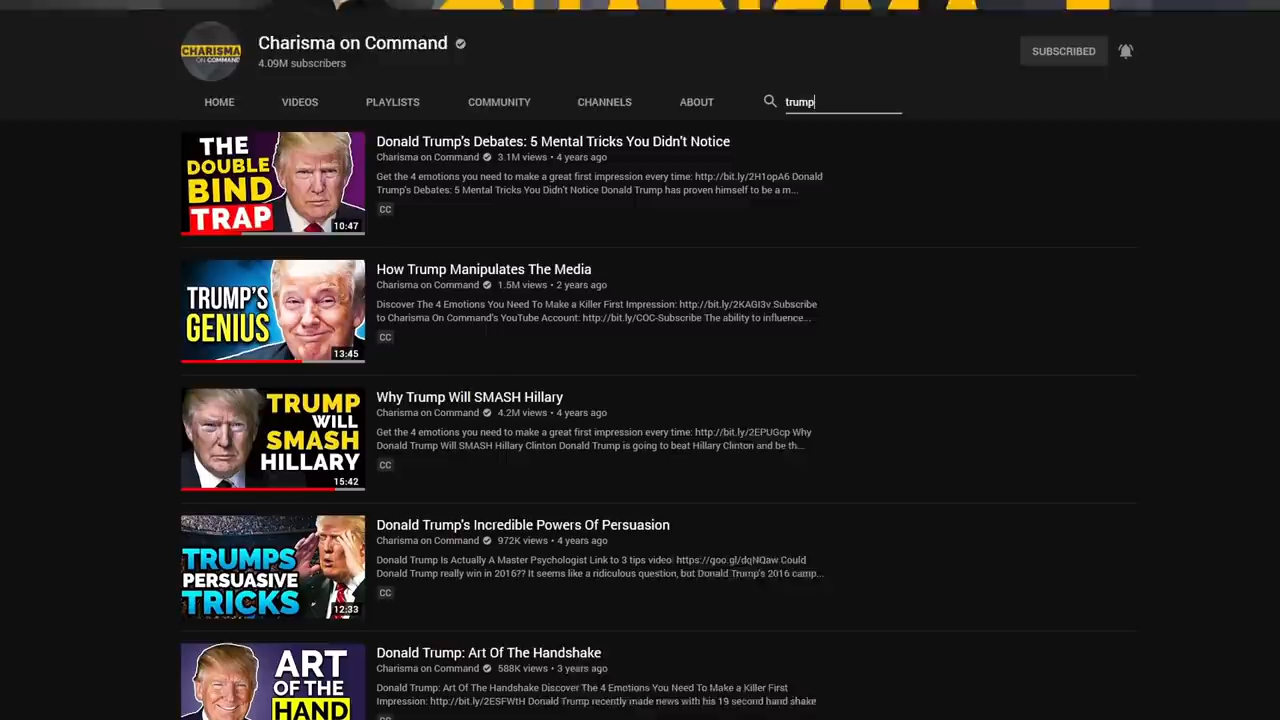 Charisma on Command
4.09M subscribers
SUBSCRIBED
CHARISMA
ON COMMAND
HOME
VIDEOS
PLAYLISTS
COMMUNITY
CHANNELS
ABOUT
trump
THE
DOUBLE
BIND
TRAP
10:47
Donald Trump's Debates: 5 Mental Tricks You Didn't Notice
Charisma on Command 3.1M views • 4 years ago
Get the 4 emotions you need to make a great first impression every time: http://bit.ly/2H1opA6 Donald
Trump's Debates: 5 Mental Tricks You Didn't Notice Donald Trump has proven himself to be a m...
CC
TRUMP'S
GENIUS
13:45
How Trump Manipulates The Media
Charisma on Command 1.5M views • 2 years ago
Discover The 4 Emotions You Need To Make a Killer First Impression: http://bit.ly/2KAGI3v Subscribe
to Charisma On Command's YouTube Account: http://bit.ly/COC-Subscribe The ability to influence...
CC
TRUMP
WILL
SMASH
HILLARY
15:42
Why Trump Will SMASH Hillary
Charisma on Command 4.2M views • 4 years ago
Get the 4 emotions you need to make a great first impression every time: http://bit.ly/2EPUGcp Why
Donald Trump Will SMASH Hillary Clinton Donald Trump is going to beat Hillary Clinton and be th...
CC
TRUMPS
PERSUASIVE
TRICKS
12:33
Donald Trump's Incredible Powers Of Persuasion
Charisma on Command 972K views • 4 years ago
Donald Trump Is Actually A Master Psychologist Link to 3 tips video: https://goo.gl/dqNQaw Could
Donald Trump really win in 2016?? It seems like a ridiculous question, but Donald Trump's 2016 camp...
CC
ART
OF THE
HAND
Donald Trump: Art Of The Handshake
Charisma on Command 588K views • 3 years ago
Donald Trump: Art Of The Handshake Discover The 4 Emotions You Need To Make a Killer First
Impression: http://bit.ly/2ESFWtH Donald Trump recently made news with his 19 second hand shake